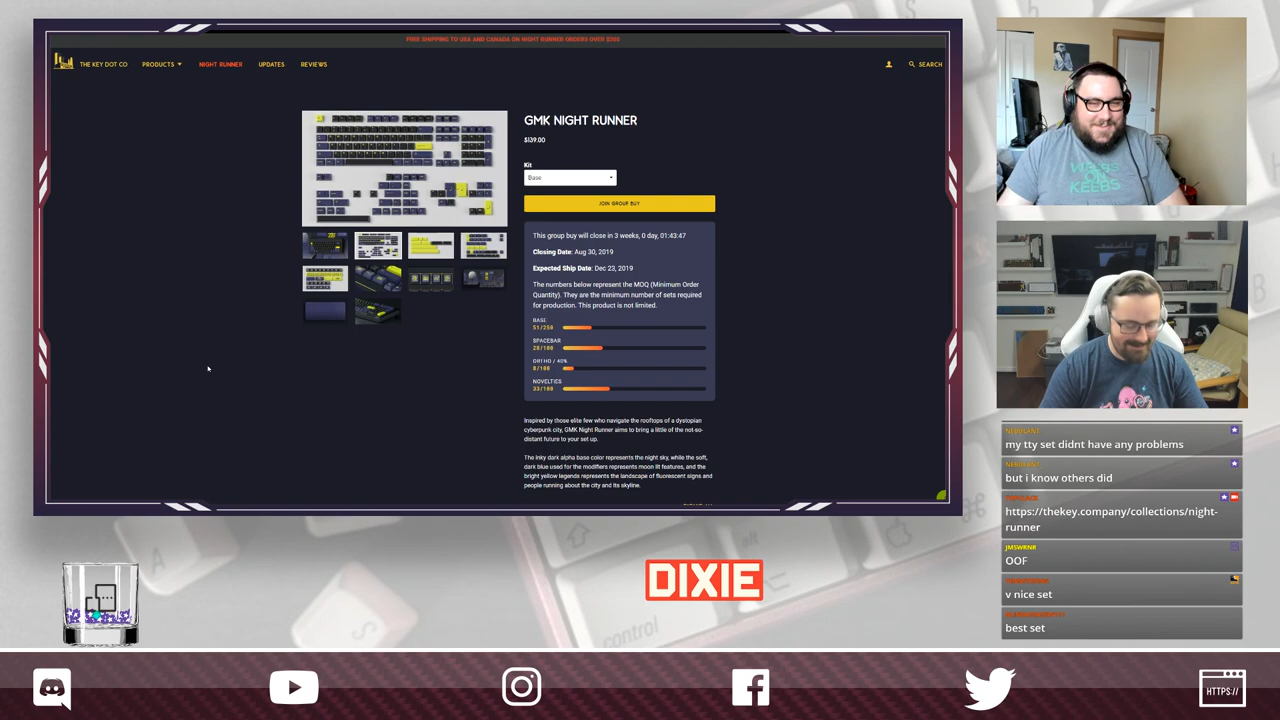 FREE SHIPPING TO USA AND CANADA ON NIGHT RUNNER ORDERS OVER $200
THE KEY DOT CO
PRODUCTS
NIGHT RUNNER
UPDATES
REVIEWS
SEARCH
GMK NIGHT RUNNER
$139.00
Kit
Base
JOIN GROUP BUY
This group buy will close in 3 weeks, 0 day, 01:43:47
Closing Date: Aug 30, 2019
Expected Ship Date: Dec 23, 2019
The numbers below represent the MOQ (Minimum Order
Quantity). They are the minimum number of sets required
for production. This product is not limited.
BASE
51/250
SPACEBAR
28/100
ORTHO / 40%
8/100
NOVELTIES
33/100
Inspired by those elite few who navigate the rooftops of a dystopian
cyberpunk city, GMK Night Runner aims to bring a little of the not-so-
distant future to your set up.
The inky dark alpha base color represents the night sky, while the soft,
dark blue used for the modifiers represents moon lit features, and the
bright yellow legends represents the landscape of fluorescent signs and
people running about the city and its skyline.
KEEBS
my tty set didnt have any problems
but i know others did
https://thekey.company/collections/night-
runner
JMSWRNR
OOF
v nice set
best set
DIXIE
control
HTTPS://